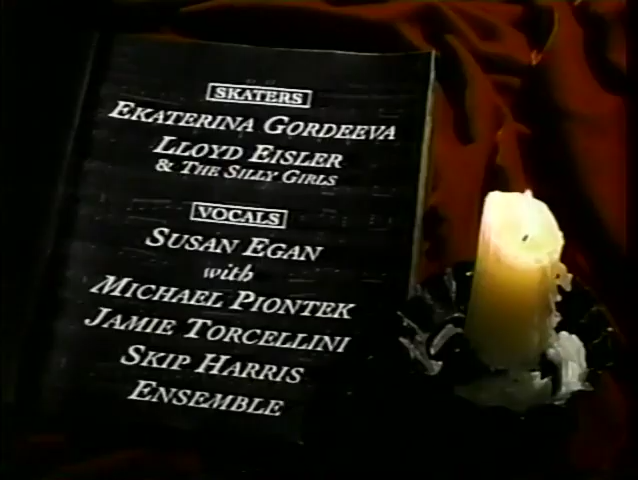 SKATERS
EKATERINA GORDEEVA
LLOYD EISLER
& THE SILLY GIRLS
VOCALS
SUSAN EGAN
with
MICHAEL PIONTEK
JAMIE TORCELLINI
SKIP HARRIS
ENSEMBLE